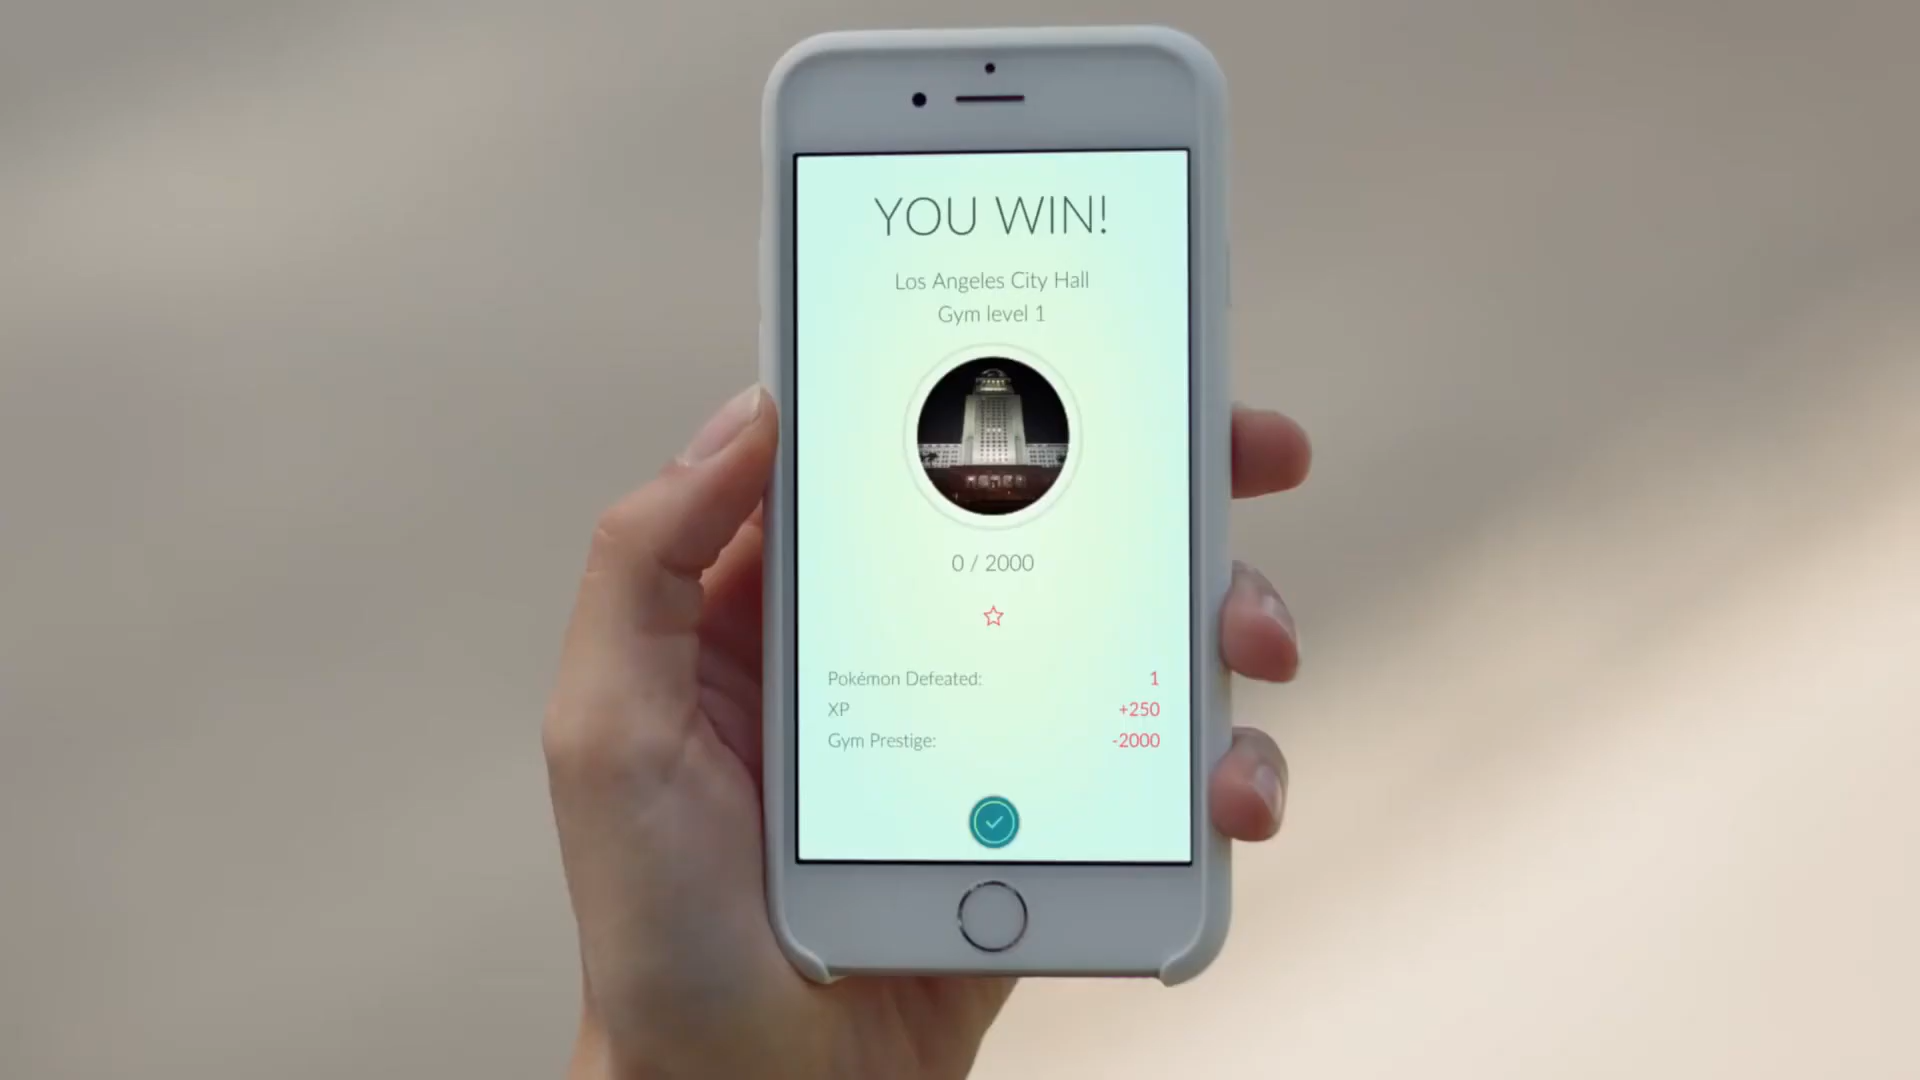 YOU WIN!
Los Angeles City Hall
Gym level 1
0 / 2000
Pokémon Defeated: 1
XP +250
Gym Prestige: -2000